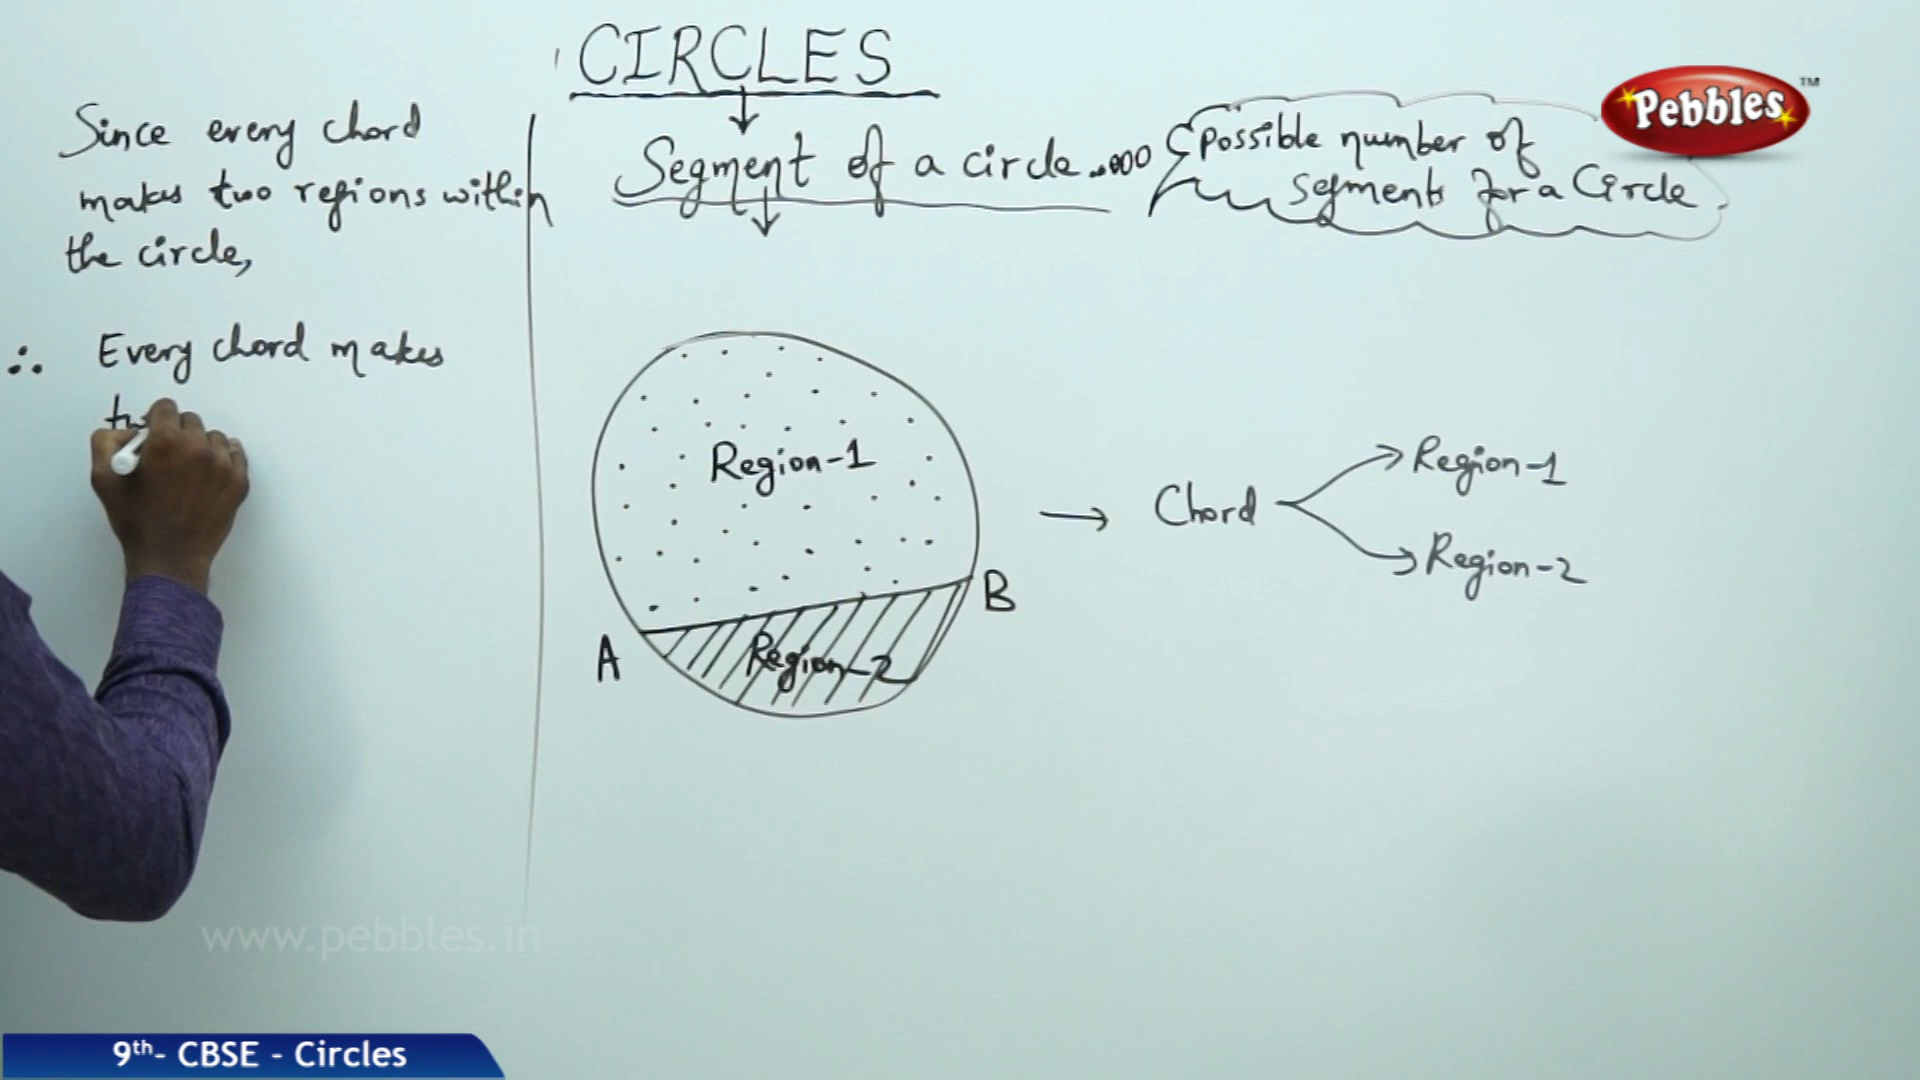 CIRCLES
Pebbles™
Since every chord
makes two regions within
the circle,
Segment of a circle
possible number of
segments for a Circle
∴ Every chord makes
Region-1
Region-2
A
B
→ Chord
Region-1
Region-2
www.pebbles.in
9th- CBSE - Circles